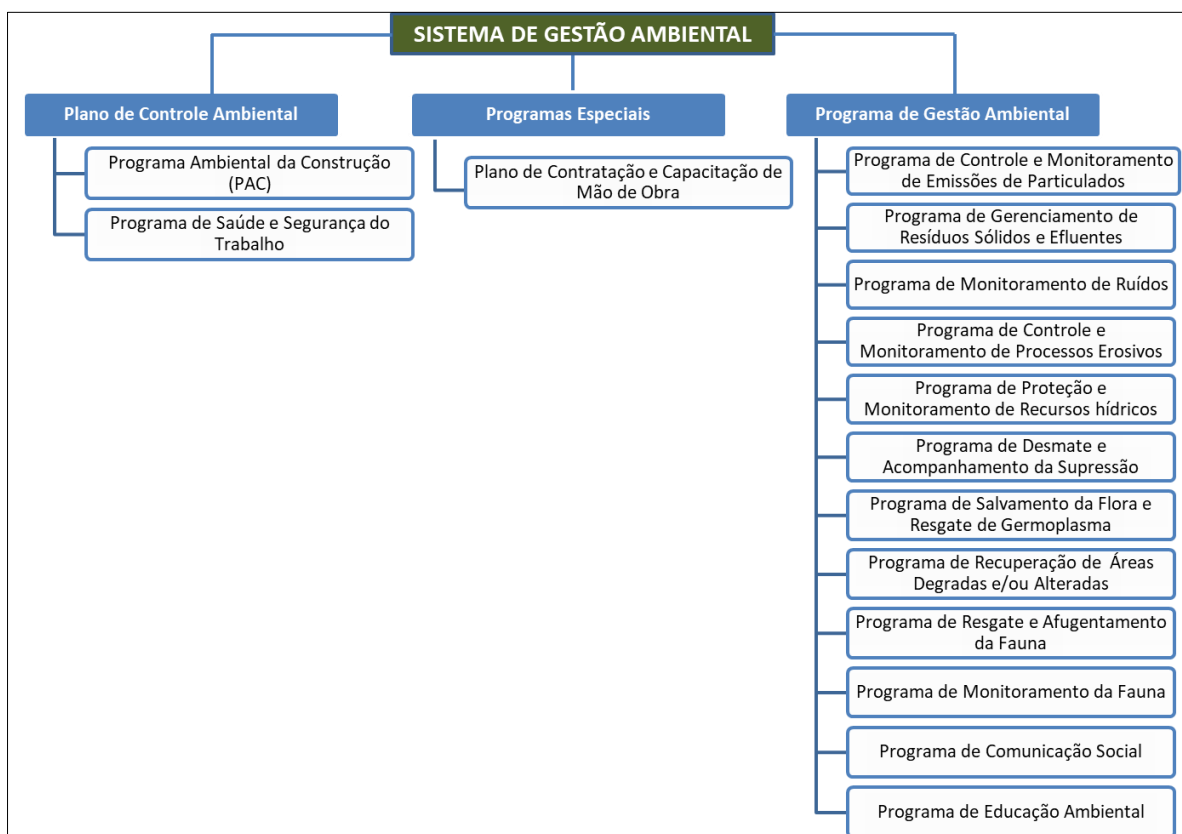 SISTEMA DE GESTÃO AMBIENTAL
Plano de Controle Ambiental
Programa Ambiental da Construção
(PAC)
Programa de Saúde e Segurança do
Trabalho
Programas Especiais
Plano de Contratação e Capacitação de
Mão de Obra
Programa de Gestão Ambiental
Programa de Controle e Monitoramento
de Emissões de Particulados
Programa de Gerenciamento de
Resíduos Sólidos e Efluentes
Programa de Monitoramento de Ruídos
Programa de Controle e
Monitoramento de Processos Erosivos
Programa de Proteção e
Monitoramento de Recursos hídricos
Programa de Desmate e
Acompanhamento da Supressão
Programa de Salvamento da Flora e
Resgate de Germoplasma
Programa de Recuperação de Áreas
Degradas e/ou Alteradas
Programa de Resgate e Afugentamento
da Fauna
Programa de Monitoramento da Fauna
Programa de Comunicação Social
Programa de Educação Ambiental